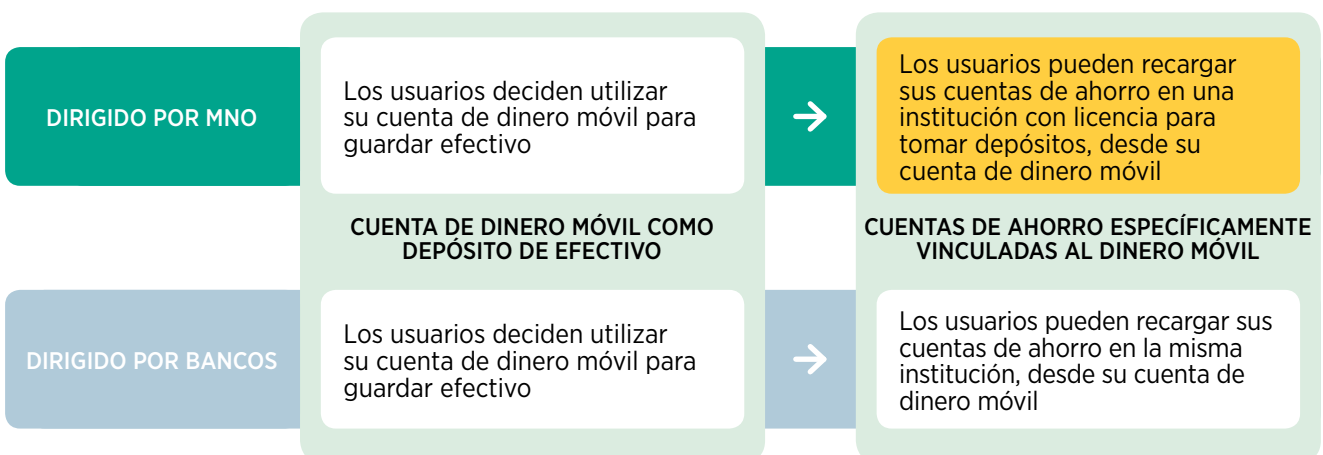 DIRIGIDO POR MNO
Los usuarios deciden utilizar
su cuenta de dinero móvil para
guardar efectivo
Los usuarios pueden recargar
sus cuentas de ahorro en una
institución con licencia para
tomar depósitos, desde su
cuenta de dinero móvil
CUENTA DE DINERO MÓVIL COMO
DEPÓSITO DE EFECTIVO
CUENTAS DE AHORRO ESPECÍFICAMENTE
VINCULADAS AL DINERO MÓVIL
DIRIGIDO POR BANCOS
Los usuarios deciden utilizar
su cuenta de dinero móvil para
guardar efectivo
Los usuarios pueden recargar sus
cuentas de ahorro en la misma
institución, desde su cuenta de
dinero móvil